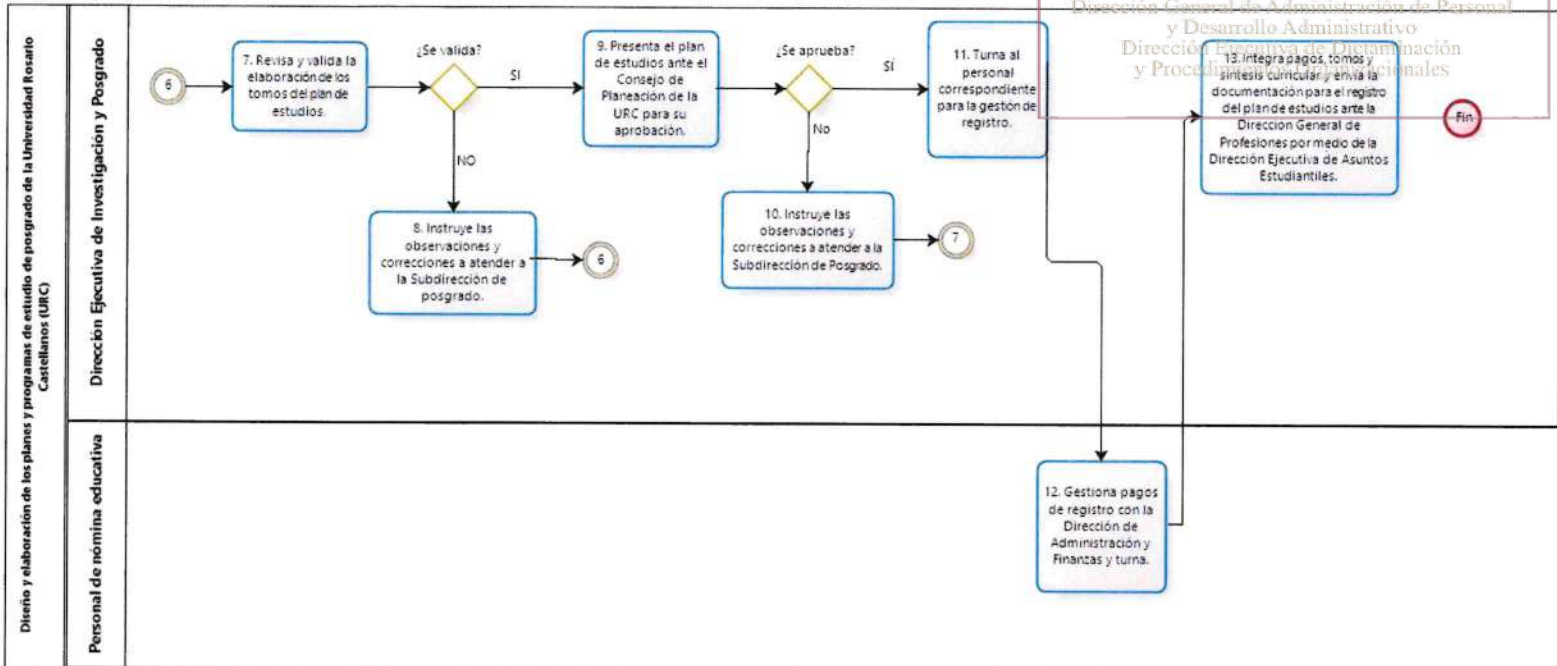 Dirección General de Administración de Personal
y Desarrollo Administrativo
Dirección Ejecutiva de Dictaminación
y Procedimientos Organizacionales
Diseño y elaboración de los planes y programas de estudio de posgrado de la Universidad Rosario
Castellanos (URC)
Dirección Ejecutiva de Investigación y Posgrado
6
7. Revisa y valida la
elaboración de los
tomos del plan de
estudios.
¿Se valida?
SI
NO
8. Instruye las
observaciones y
correcciones a atender a
la Subdirección de
posgrado.
6
9. Presenta el plan
de estudios ante el
Consejo de
Planeación de la
URC para su
aprobación.
¿Se aprueba?
SÍ
No
10. Instruye las
observaciones y
correcciones a atender a la
Subdirección de Posgrado.
7
11. Turna al
personal
correspondiente
para la gestión de
registro.
13. Integra pagos, tomos y
síntesis curricular y envía la
documentación para el registro
del plan de estudios ante la
Dirección General de
Profesiones por medio de la
Dirección Ejecutiva de Asuntos
Estudiantiles.
Fin
Personal de nómina educativa
12. Gestiona pagos
de registro con la
Dirección de
Administración y
Finanzas y turna.